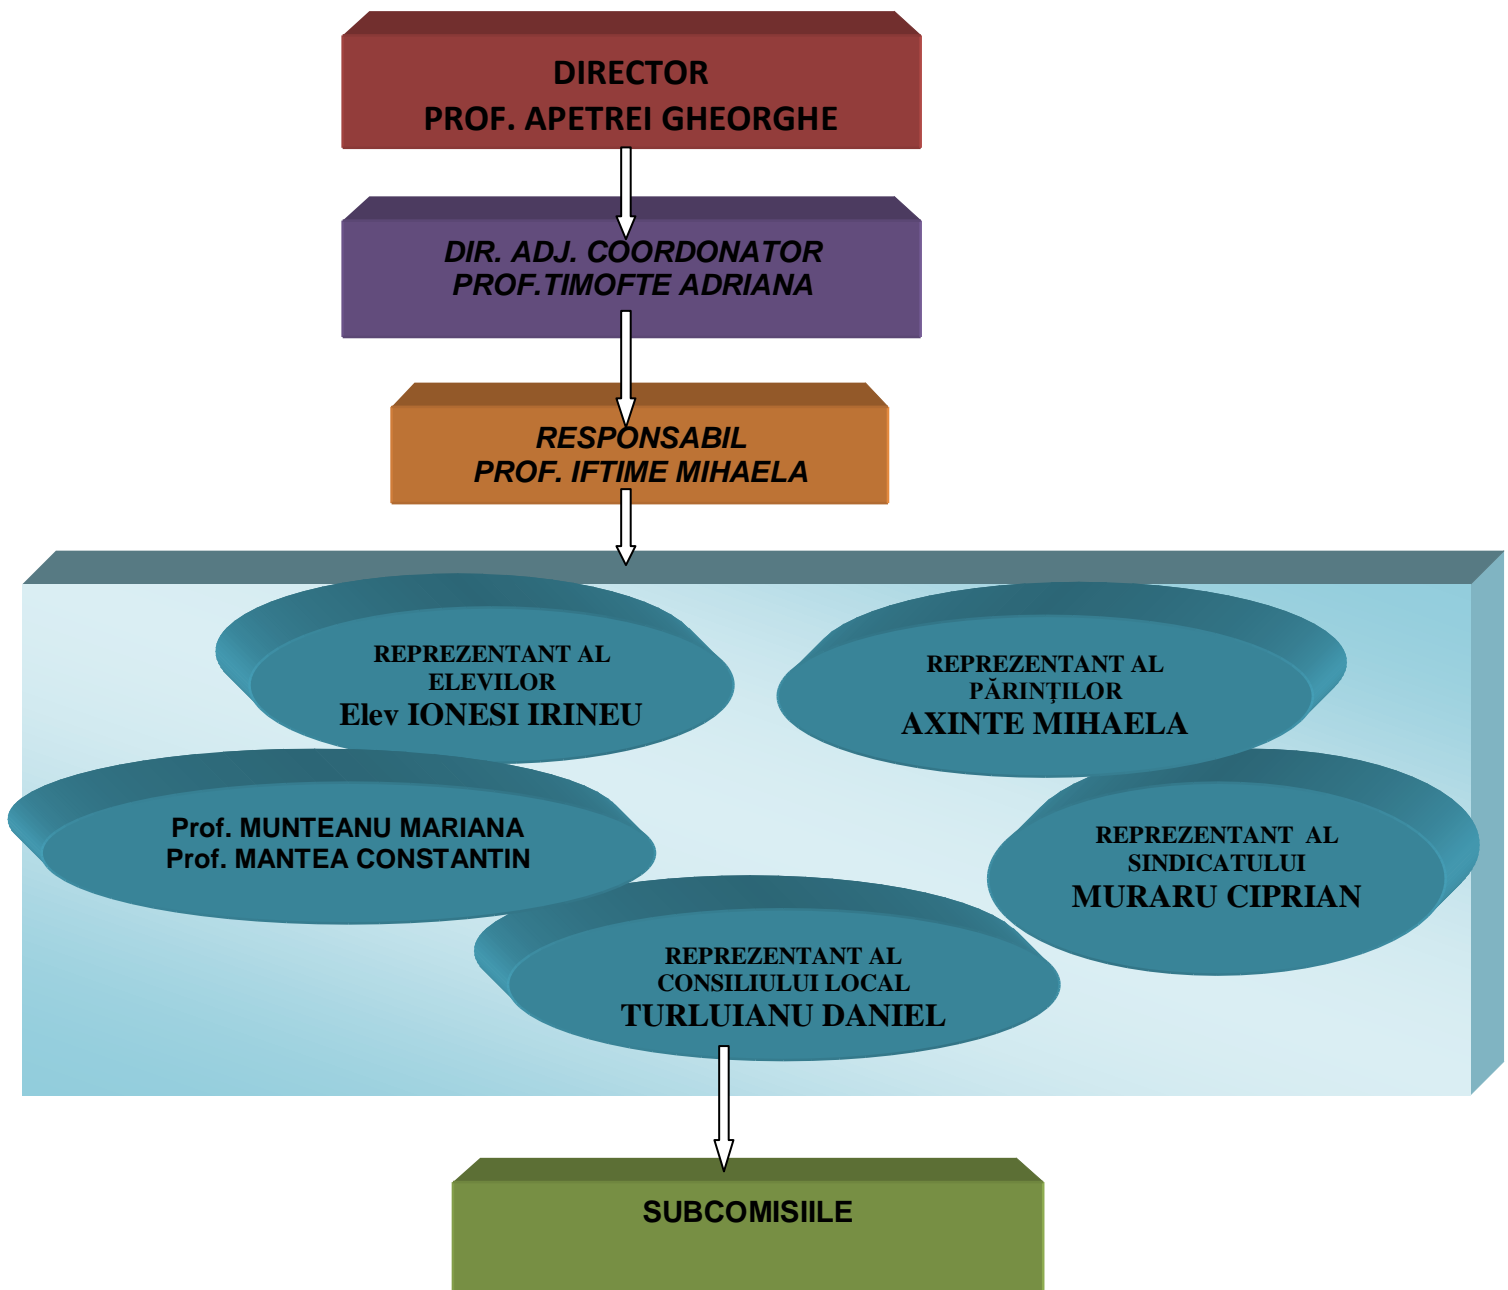 DIRECTOR
PROF. APETREI GHEORGHE
DIR. ADJ. COORDONATOR
PROF.TIMOFTE ADRIANA
RESPONSABIL
PROF. IFTIME MIHAELA
REPREZENTANT AL
ELEVILOR
Elev IONESI IRINEU
REPREZENTANT AL
PĂRINŢILOR
AXINTE MIHAELA
Prof. MUNTEANU MARIANA
Prof. MANTEA CONSTANTIN
REPREZENTANT  AL
SINDICATULUI
MURARU CIPRIAN
REPREZENTANT AL
CONSILIULUI LOCAL
TURLUIANU DANIEL
SUBCOMISIILE